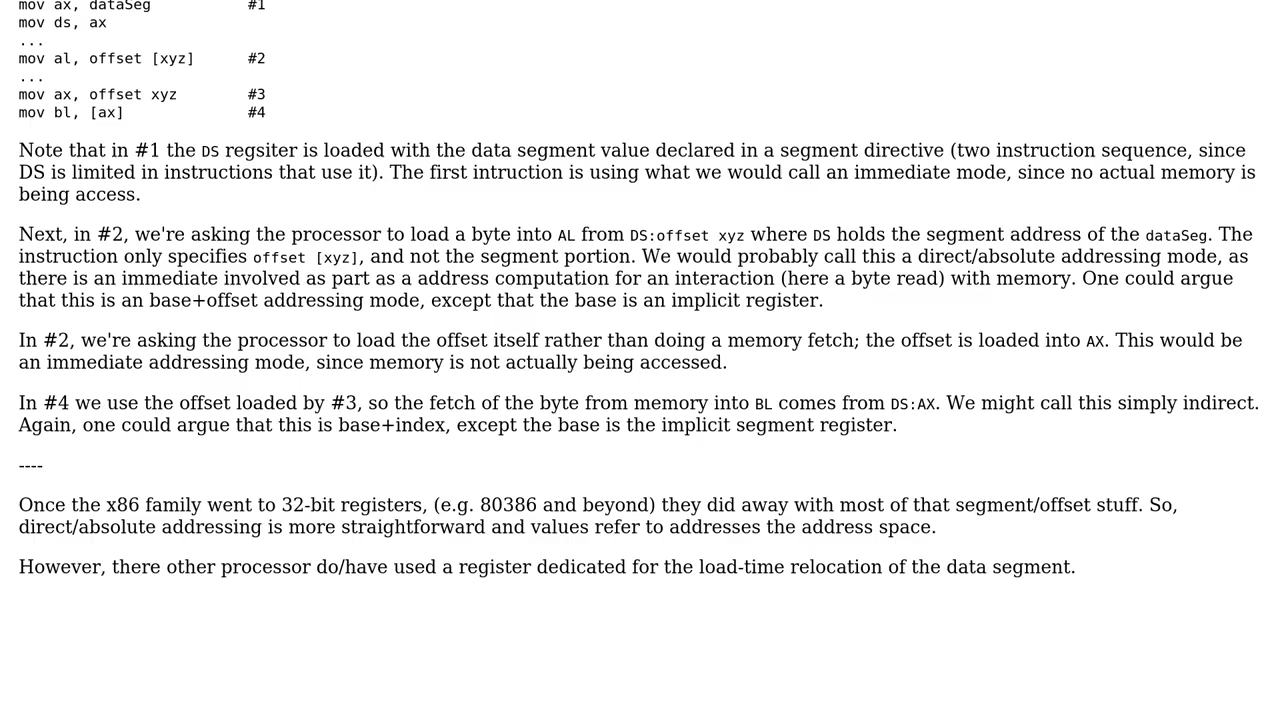 mov ax, dataSeg #1
mov ds, ax
...
mov al, offset [xyz] #2
...
mov ax, offset xyz #3
mov bl, [ax] #4
Note that in #1 the DS regsiter is loaded with the data segment value declared in a segment directive (two instruction sequence, since
DS is limited in instructions that use it). The first intruction is using what we would call an immediate mode, since no actual memory is
being access.
Next, in #2, we're asking the processor to load a byte into AL from DS:offset xyz where DS holds the segment address of the dataSeg. The
instruction only specifies offset [xyz], and not the segment portion. We would probably call this a direct/absolute addressing mode, as
there is an immediate involved as part as a address computation for an interaction (here a byte read) with memory. One could argue
that this is an base+offset addressing mode, except that the base is an implicit register.
In #2, we're asking the processor to load the offset itself rather than doing a memory fetch; the offset is loaded into AX. This would be
an immediate addressing mode, since memory is not actually being accessed.
In #4 we use the offset loaded by #3, so the fetch of the byte from memory into BL comes from DS:AX. We might call this simply indirect.
Again, one could argue that this is base+index, except the base is the implicit segment register.
----
Once the x86 family went to 32-bit registers, (e.g. 80386 and beyond) they did away with most of that segment/offset stuff. So,
direct/absolute addressing is more straightforward and values refer to addresses the address space.
However, there other processor do/have used a register dedicated for the load-time relocation of the data segment.